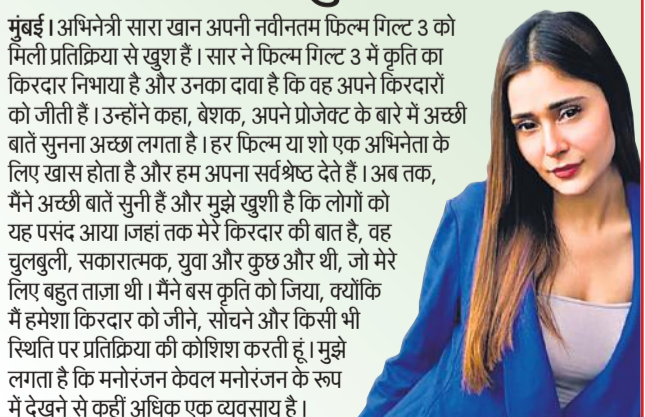 मुंबई। अभिनेत्री सारा खान अपनी नवीनतम फिल्म गिल्ट 3 को
मिली प्रतिक्रिया से खुश हैं। सार ने फिल्म गिल्ट 3 में कृति का
किरदार निभाया है और उनका दावा है कि वह अपने किरदारों
को जीती हैं। उन्होंने कहा, बेशक, अपने प्रोजेक्ट के बारे में अच्छी
बातें सुनना अच्छा लगता है। हर फिल्म या शो एक अभिनेता के
लिए खास होता है और हम अपना सर्वश्रेष्ठ देते हैं। अब तक,
मैंने अच्छी बातें सुनी हैं और मुझे खुशी है कि लोगों को
यह पसंद आया।जहां तक मेरे किरदार की बात है, वह
चुलबुली, सकारात्मक, युवा और कुछ और थी, जो मेरे
लिए बहुत ताज़ा थी। मैंने बस कृति को जिया, क्योंकि
मैं हमेशा किरदार को जीने, सोचने और किसी भी
स्थिति पर प्रतिक्रिया की कोशिश करती हूं। मुझे
लगता है कि मनोरंजन केवल मनोरंजन के रूप
में देखने से कहीं अधिक एक व्यवसाय है।